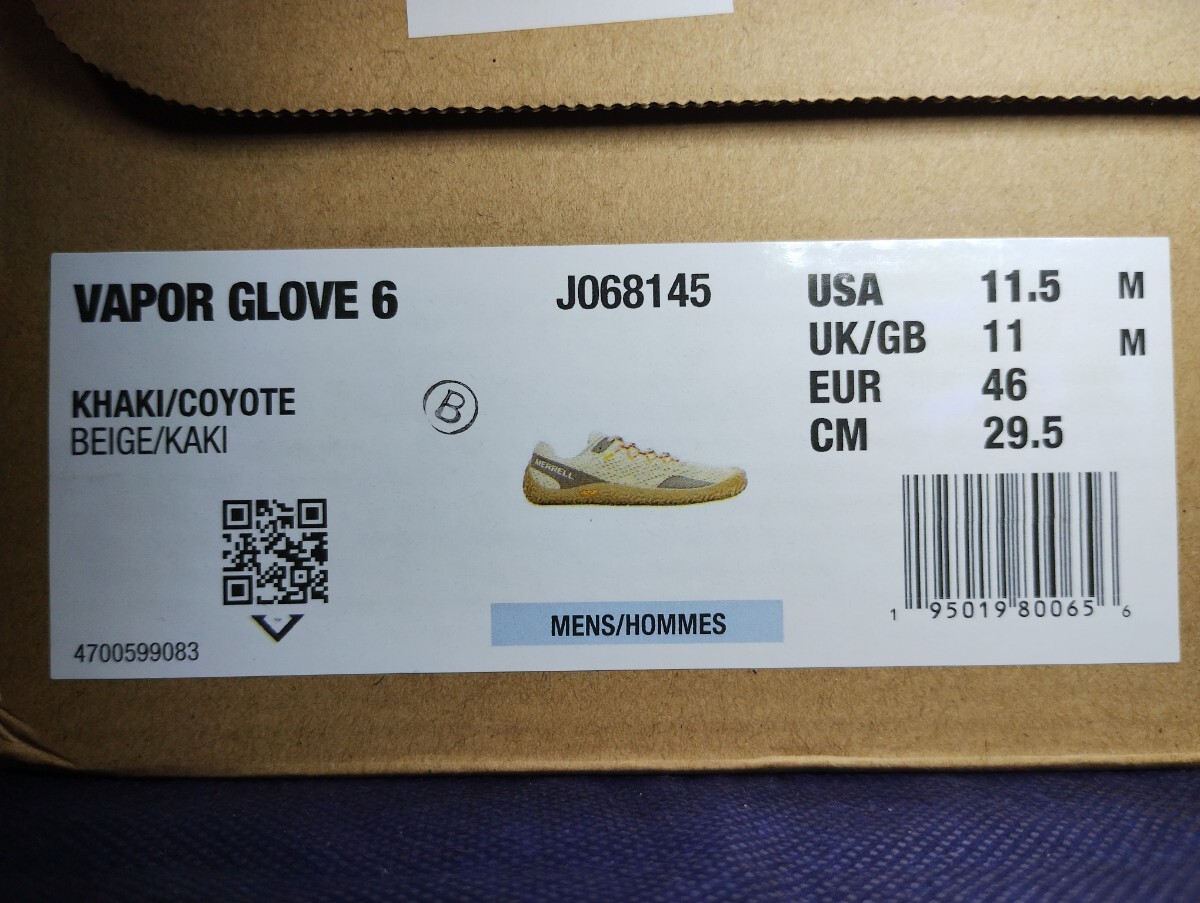 VAPOR GLOVE 6
J068145
KHAKI/COYOTE
BEIGE/KAKI
B
MERRELL
4700599083
MENS/HOMMES
USA 11.5 M
UK/GB 11 M
EUR 46
CM 29.5
1 95019 80065 6